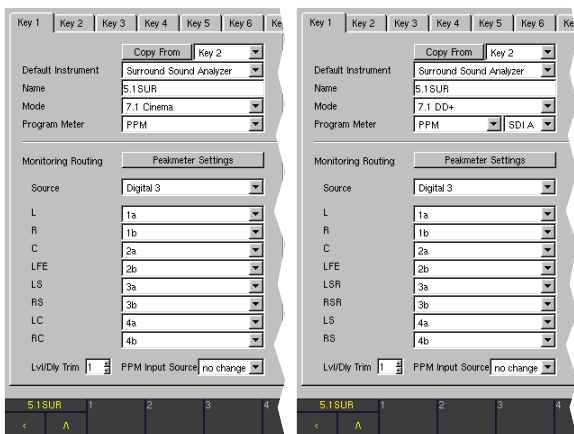 Key 1 Key 2 Key 3 Key 4 Key 5 Key 6 Ke
Copy From Key 2
Default Instrument Surround Sound Analyzer
Name 5.1SUR
Mode 7.1 Cinema
Program Meter PPM
Monitoring Routing Peakmeter Settings
Source Digital 3
L 1a
R 1b
C 2a
LFE 2b
LS 3a
RS 3b
LC 4a
RC 4b
Lvl/Dly Trim 1 PPM Input Source no change
5.1SUR 1 2 3 4
< Λ
Key 1 Key 2 Key 3 Key 4 Key 5 Key 6 Ke
Copy From Key 2
Default Instrument Surround Sound Analyzer
Name 5.1SUR
Mode 7.1 DD+
Program Meter PPM SDI A
Monitoring Routing Peakmeter Settings
Source Digital 3
L 1a
R 1b
C 2a
LFE 2b
LSR 3a
RSR 3b
LS 4a
RS 4b
Lvl/Dly Trim 1 PPM Input Source no change
5.1SUR 1 2 3 4
< Λ